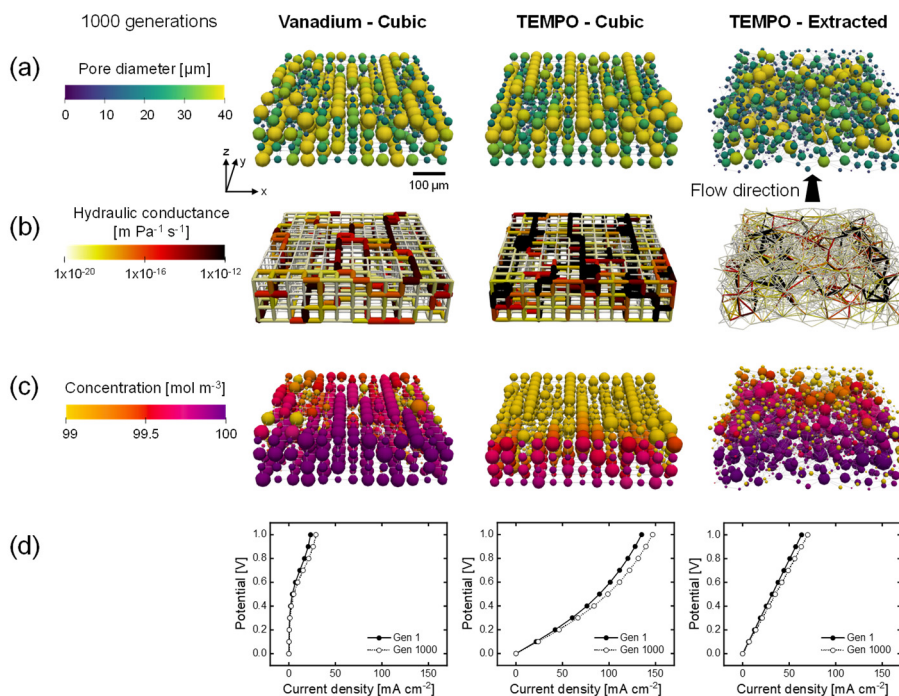 1000 generations
Vanadium - Cubic
TEMPO - Cubic
TEMPO - Extracted
(a)
Pore diameter [µm]
0 10 20 30 40
z
y
x
100 µm
Flow direction
(b)
Hydraulic conductance
[m Pa⁻¹ s⁻¹]
1x10⁻²⁰ 1x10⁻¹⁶ 1x10⁻¹²
(c)
Concentration [mol m⁻³]
99 99.5 100
(d)
Potential [V]
1.0
0.8
0.6
0.4
0.2
0.0
Gen 1
Gen 1000
0 50 100 150
Current density [mA cm⁻²]
Potential [V]
1.0
0.8
0.6
0.4
0.2
0.0
Gen 1
Gen 1000
0 50 100 150
Current density [mA cm⁻²]
Potential [V]
1.0
0.8
0.6
0.4
0.2
0.0
Gen 1
Gen 1000
0 50 100 150
Current density [mA cm⁻²]